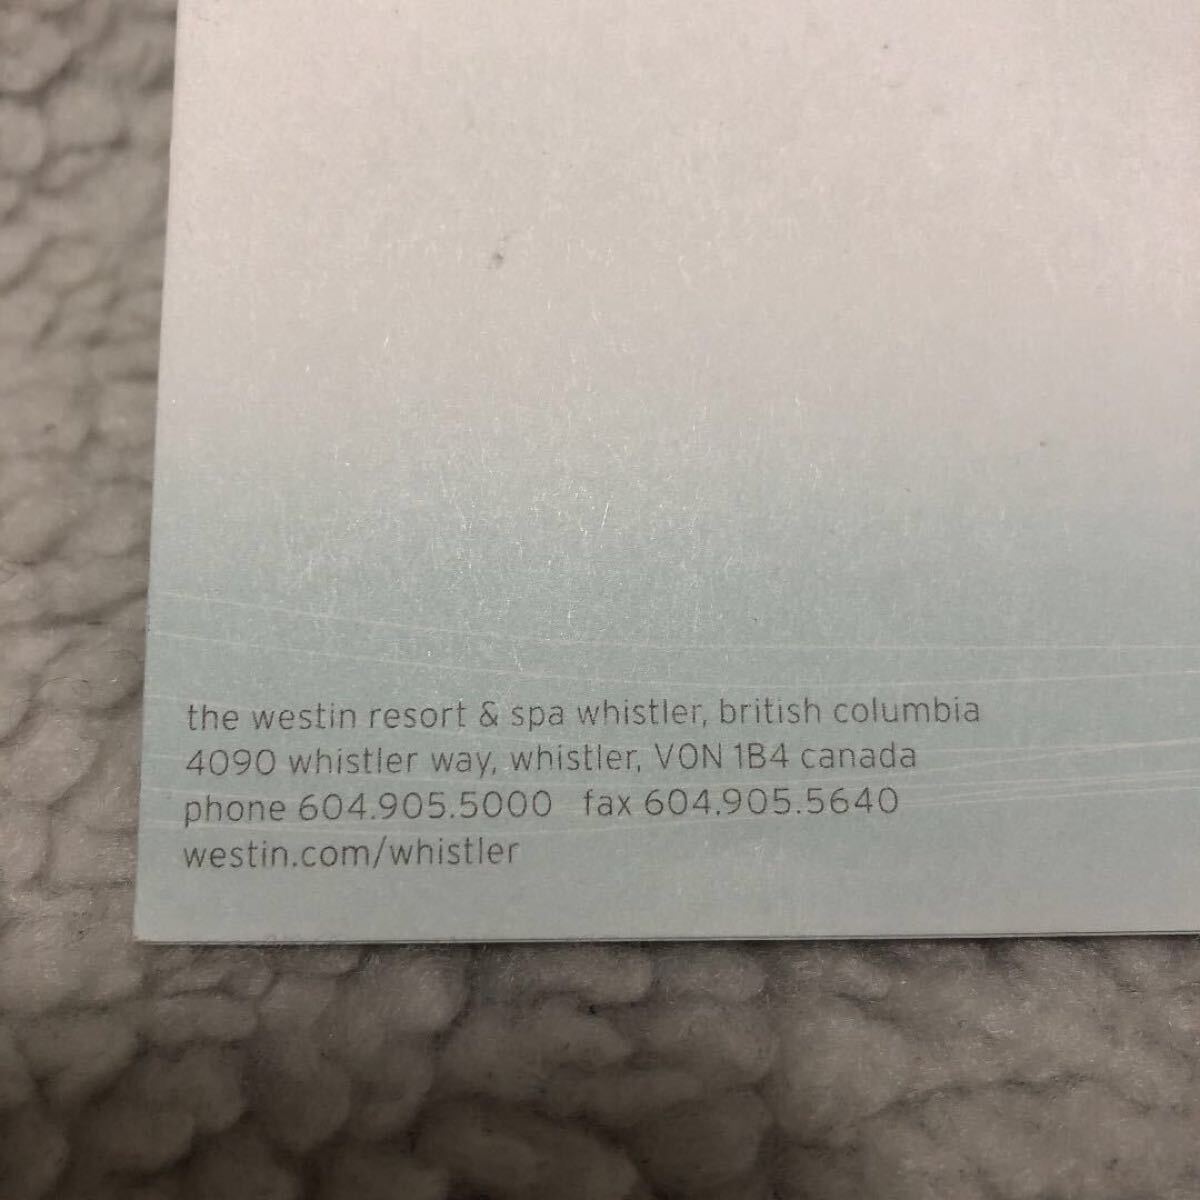 the westin resort & spa whistler, british columbia
4090 whistler way, whistler, VON 1B4 canada
phone 604.905.5000 fax 604.905.5640
westin.com/whistler